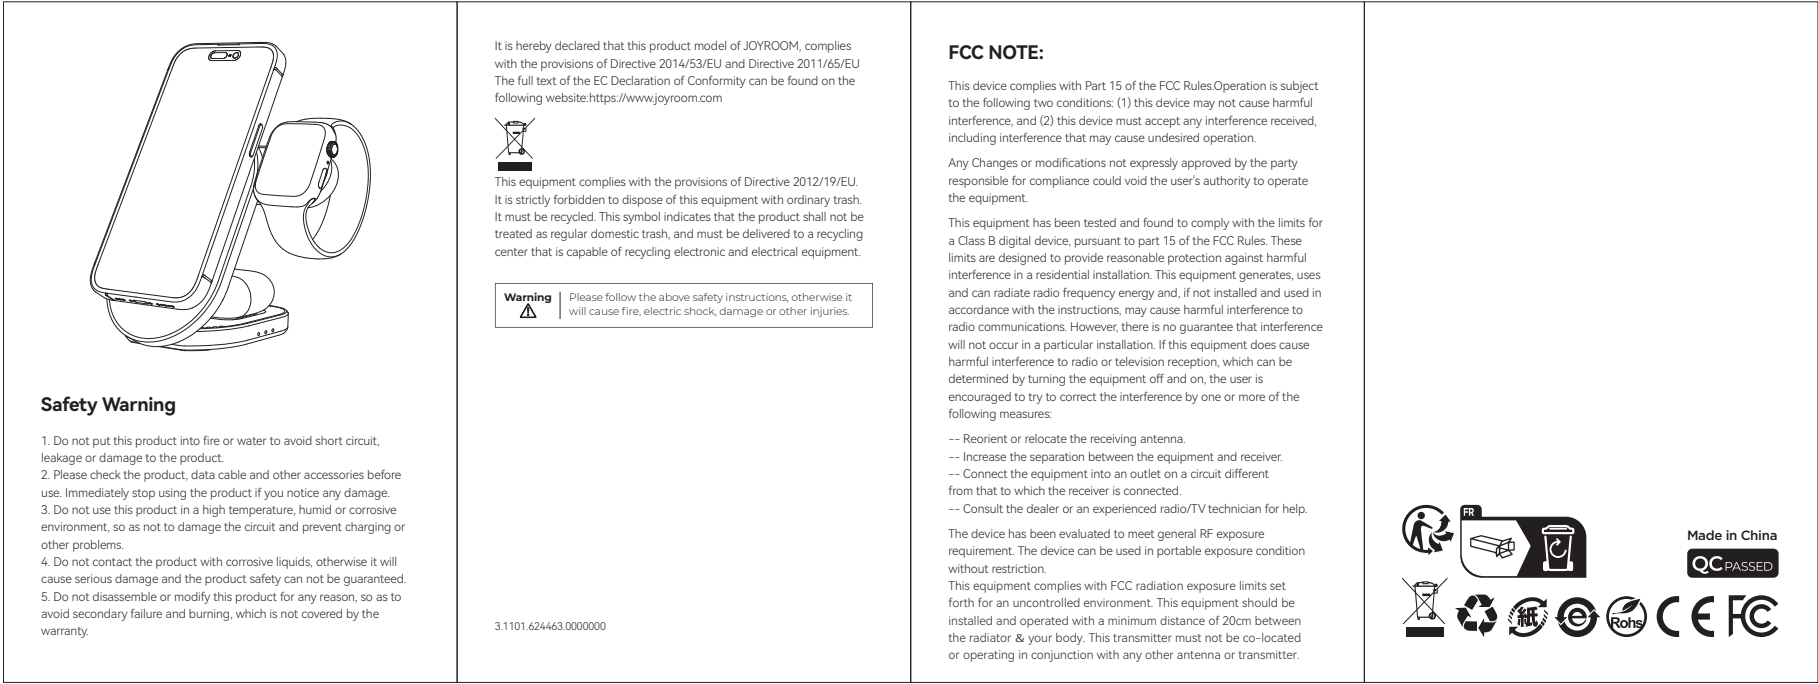 Safety Warning
1. Do not put this product into fire or water to avoid short circuit,
leakage or damage to the product.
2. Please check the product, data cable and other accessories before
use. Immediately stop using the product if you notice any damage.
3. Do not use this product in a high temperature, humid or corrosive
environment, so as not to damage the circuit and prevent charging or
other problems.
4. Do not contact the product with corrosive liquids, otherwise it will
cause serious damage and the product safety can not be guaranteed.
5. Do not disassemble or modify this product for any reason, so as to
avoid secondary failure and burning, which is not covered by the
warranty.
It is hereby declared that this product model of JOYROOM, complies
with the provisions of Directive 2014/53/EU and Directive 2011/65/EU
The full text of the EC Declaration of Conformity can be found on the
following website:https://www.joyroom.com
This equipment complies with the provisions of Directive 2012/19/EU.
It is strictly forbidden to dispose of this equipment with ordinary trash.
It must be recycled. This symbol indicates that the product shall not be
treated as regular domestic trash, and must be delivered to a recycling
center that is capable of recycling electronic and electrical equipment.
Warning
Please follow the above safety instructions, otherwise it
will cause fire, electric shock, damage or other injuries.
3.1101.624463.0000000
FCC NOTE:
This device complies with Part 15 of the FCC Rules.Operation is subject
to the following two conditions: (1) this device may not cause harmful
interference, and (2) this device must accept any interference received,
including interference that may cause undesired operation.
Any Changes or modifications not expressly approved by the party
responsible for compliance could void the user's authority to operate
the equipment.
This equipment has been tested and found to comply with the limits for
a Class B digital device, pursuant to part 15 of the FCC Rules. These
limits are designed to provide reasonable protection against harmful
interference in a residential installation. This equipment generates, uses
and can radiate radio frequency energy and, if not installed and used in
accordance with the instructions, may cause harmful interference to
radio communications. However, there is no guarantee that interference
will not occur in a particular installation. If this equipment does cause
harmful interference to radio or television reception, which can be
determined by turning the equipment off and on, the user is
encouraged to try to correct the interference by one or more of the
following measures:
-- Reorient or relocate the receiving antenna.
-- Increase the separation between the equipment and receiver.
-- Connect the equipment into an outlet on a circuit different
from that to which the receiver is connected.
-- Consult the dealer or an experienced radio/TV technician for help.
The device has been evaluated to meet general RF exposure
requirement. The device can be used in portable exposure condition
without restriction.
This equipment complies with FCC radiation exposure limits set
forth for an uncontrolled environment. This equipment should be
installed and operated with a minimum distance of 20cm between
the radiator & your body. This transmitter must not be co-located
or operating in conjunction with any other antenna or transmitter.
FR
Made in China
QC PASSED
紙
e
Rohs
CE
FC